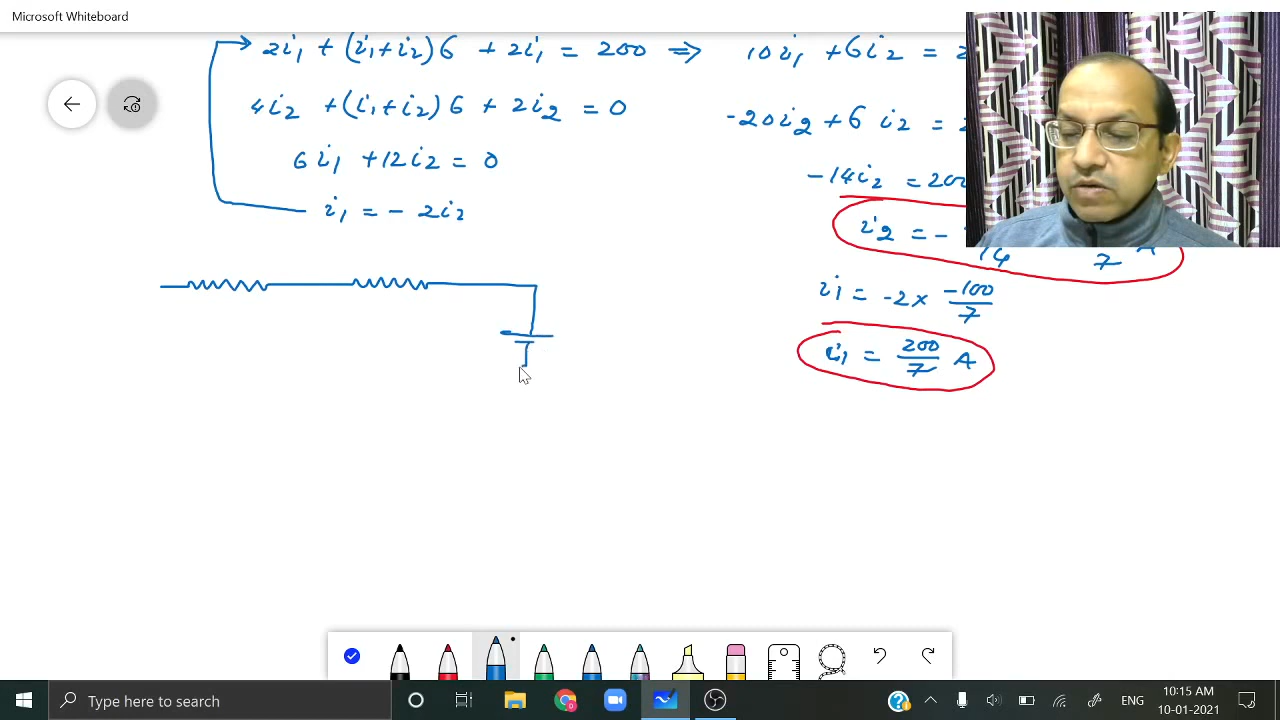 Microsoft Whiteboard
2i₁ + (i₁+i₂)6 + 2i₁ = 200 ⇒ 10i₁ + 6i₂ =
4i₂ + (i₁+i₂)6 + 2i₂ = 0
-20i₂ + 6 i₂ =
6i₁ + 12i₂ = 0
-14i₂ = 200
i₁ = - 2i₂
i₂ = -
14
7 A
i₁ = -2 × -100/7
i₁ = 200/7 A
Type here to search
ENG
10:15 AM
10-01-2021